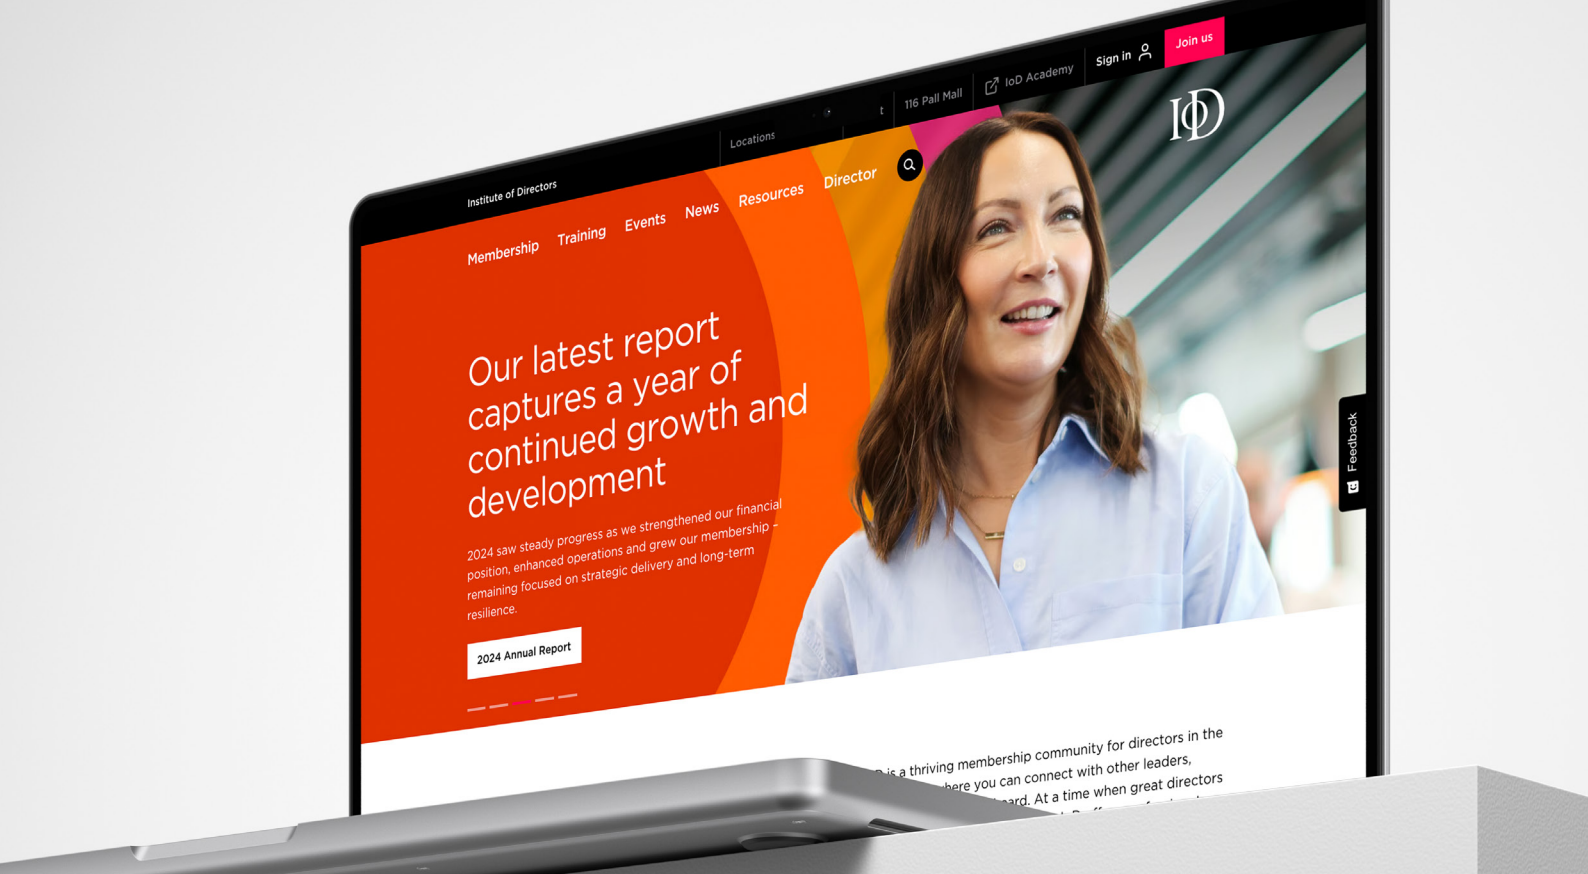 Institute of Directors
Locations
t
116 Pall Mall
IoD Academy
Sign in
Join us
Membership
Training
Events
News
Resources
Director
IOD
Our latest report
captures a year of
continued growth and
development
2024 saw steady progress as we strengthened our financial
position, enhanced operations and grew our membership –
remaining focused on strategic delivery and long-term
resilience.
2024 Annual Report
Feedback
is a thriving membership community for directors in the
where you can connect with other leaders,
At a time when great directors